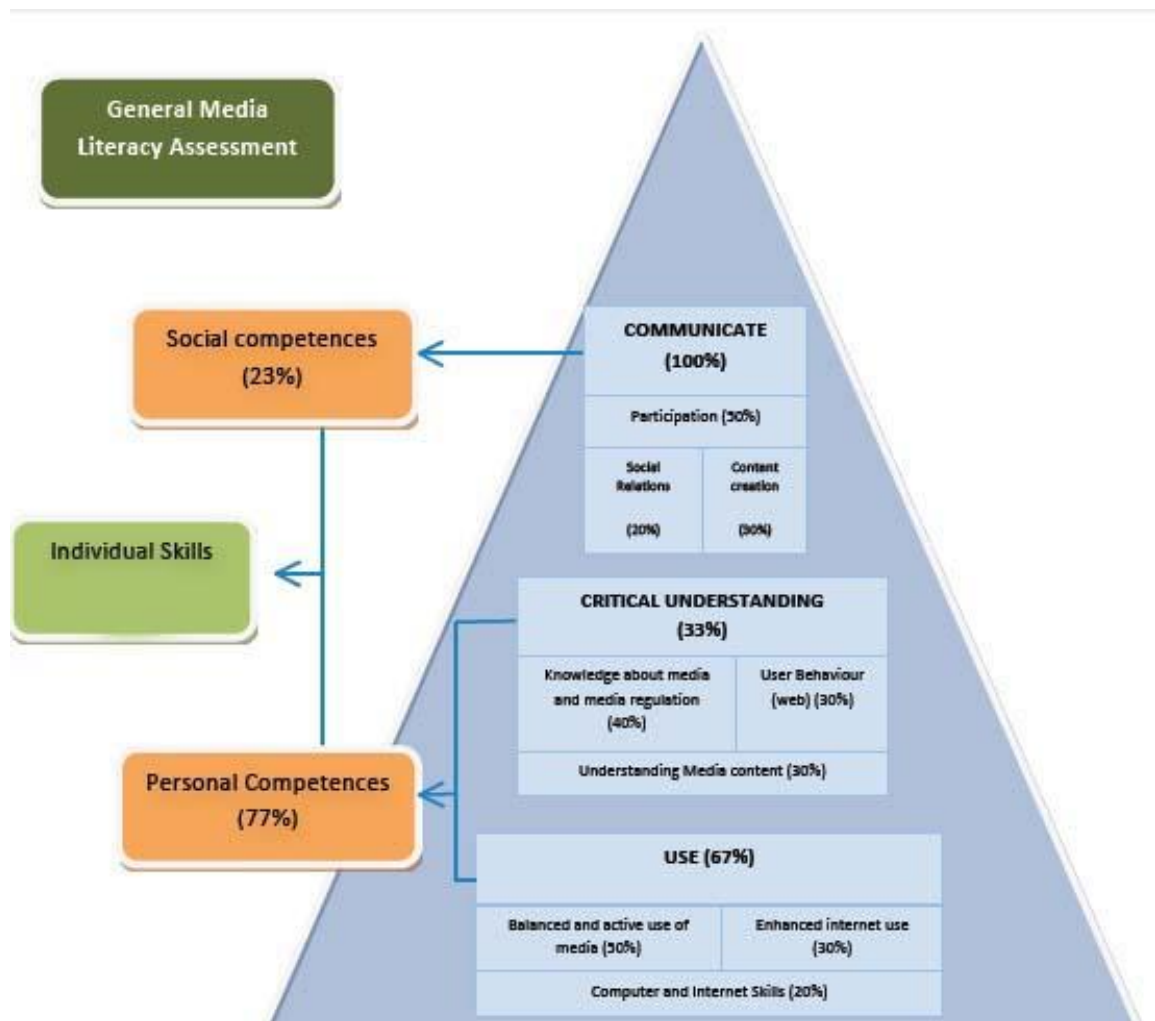 General Media
Literacy Assessment
Social competences
(23%)
COMMUNICATE
(100%)
Participation (50%)
Social
Relations
(20%)
Content
creation
(30%)
Individual Skills
CRITICAL UNDERSTANDING
(33%)
Knowledge about media
and media regulation
(40%)
User Behaviour
(web) (30%)
Understanding Media content (30%)
Personal Competences
(77%)
USE (67%)
Balanced and active use of
media (50%)
Enhanced internet use
(30%)
Computer and Internet Skills (20%)